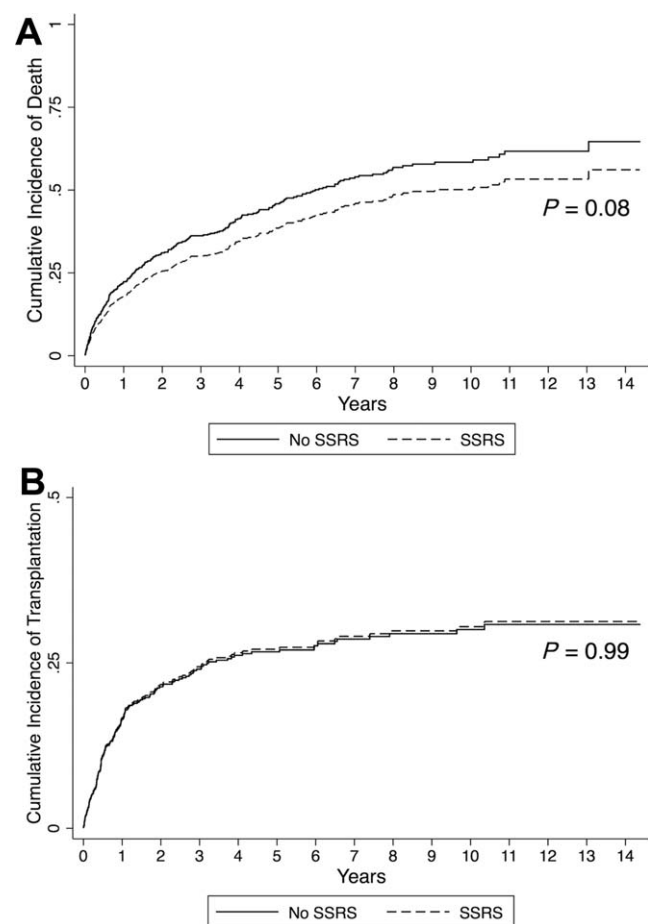 A
Cumulative Incidence of Death
1
.75
.5
.25
0
P = 0.08
0 1 2 3 4 5 6 7 8 9 10 11 12 13 14
Years
No SSRS SSRS
B
Cumulative Incidence of Transplantation
.5
.25
0
P = 0.99
0 1 2 3 4 5 6 7 8 9 10 11 12 13 14
Years
No SSRS SSRS